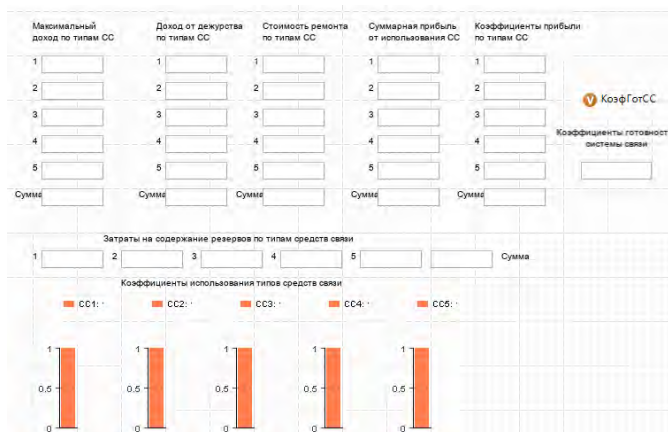 Максимальный
доход по типам СС
Доход от дежурства
по типам СС
Стоимость ремонта
по типам СС
Суммарная прибыль
от использования СС
Коэффициенты прибыли
по типам СС
1 1 1 1 1
2 2 2 2 2
3 3 3 3 3
4 4 4 4 4
5 5 5 5 5
Сумма Сумма Сумма Сумма Сумма
V КоэфГотСС
Коэффициенты готовност
системы связи
Затраты на содержание резервов по типам средств связи
1 2 3 4 5 Сумма
Коэффициенты использования типов средств связи
СС1: СС2: СС3: СС4: СС5:
1 1 1 1 1
0.5 0.5 0.5 0.5 0.5
0 0 0 0 0